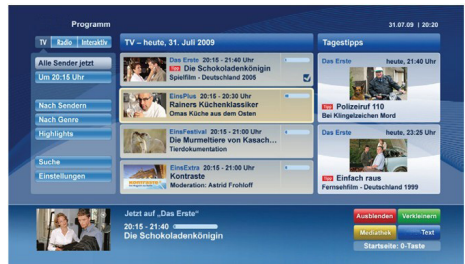 Programm
31.07.09 | 20:20
TV Radio Interaktiv
TV – heute, 31. Juli 2009
Tagestipps
Alle Sender jetzt
Um 20:15 Uhr
Nach Sendern
Nach Genre
Highlights
Suche
Einstellungen
Das Erste 20:15 - 21:40 Uhr
Tipp Die Schokoladenkönigin
Spielfilm - Deutschland 2005
EinsPlus 20:15 - 20:30 Uhr
Rainers Küchenklassiker
Omas Küche aus dem Osten
EinsFestival 20:15 - 21:00 Uhr
Die Murmeltiere von Kasach...
Tierdokumentation
EinsExtra 20:15 - 21:00 Uhr
Kontraste
Moderation: Astrid Frohloff
Das Erste heute, 21:40 Uhr
Tipp Polizeiruf 110
Bei Klingelzeichen Mord
Das Erste heute, 23:25 Uhr
Tipp Einfach raus
Fernsehfilm - Deutschland 1999
Jetzt auf „Das Erste“
20:15 - 21:40
Die Schokoladenkönigin
Ausblenden Verkleinern
Mediathek Text
Startseite: 0-Taste